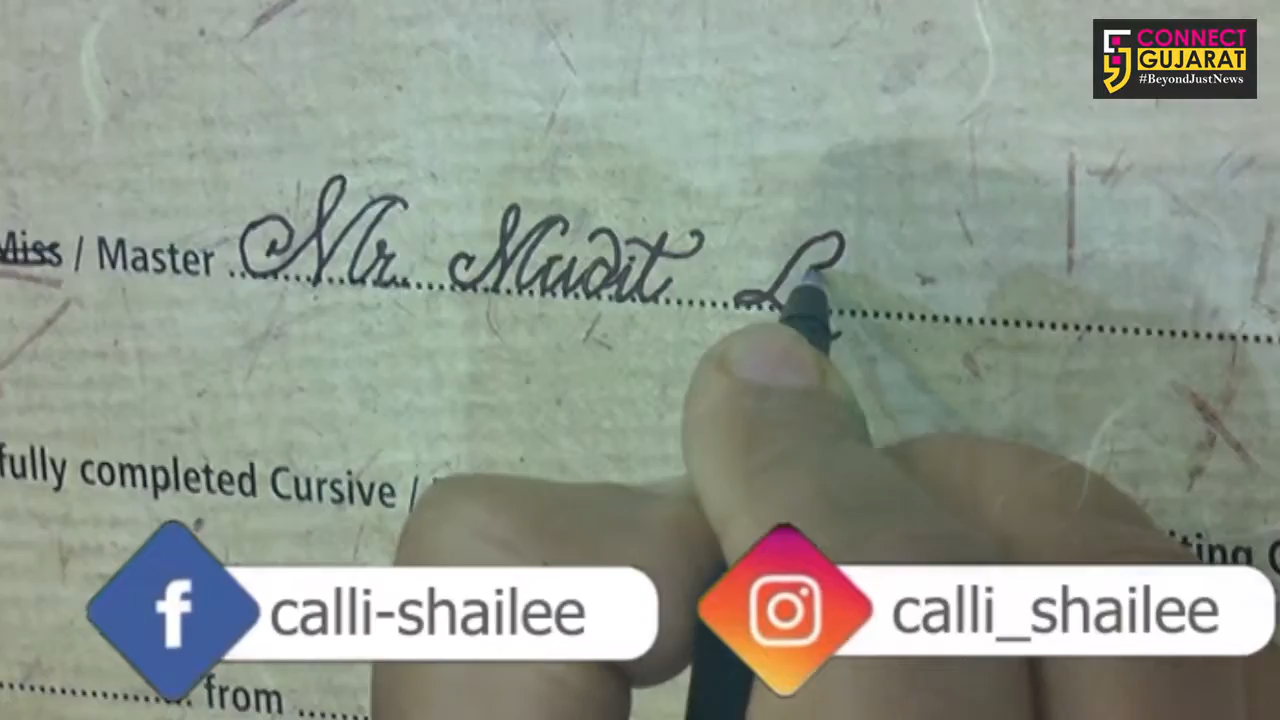 CONNECT
GUJARAT
#BeyondJustNews
Miss / Master Mr. Mudit
fully completed Cursive /
calli-shailee
calli_shailee
from